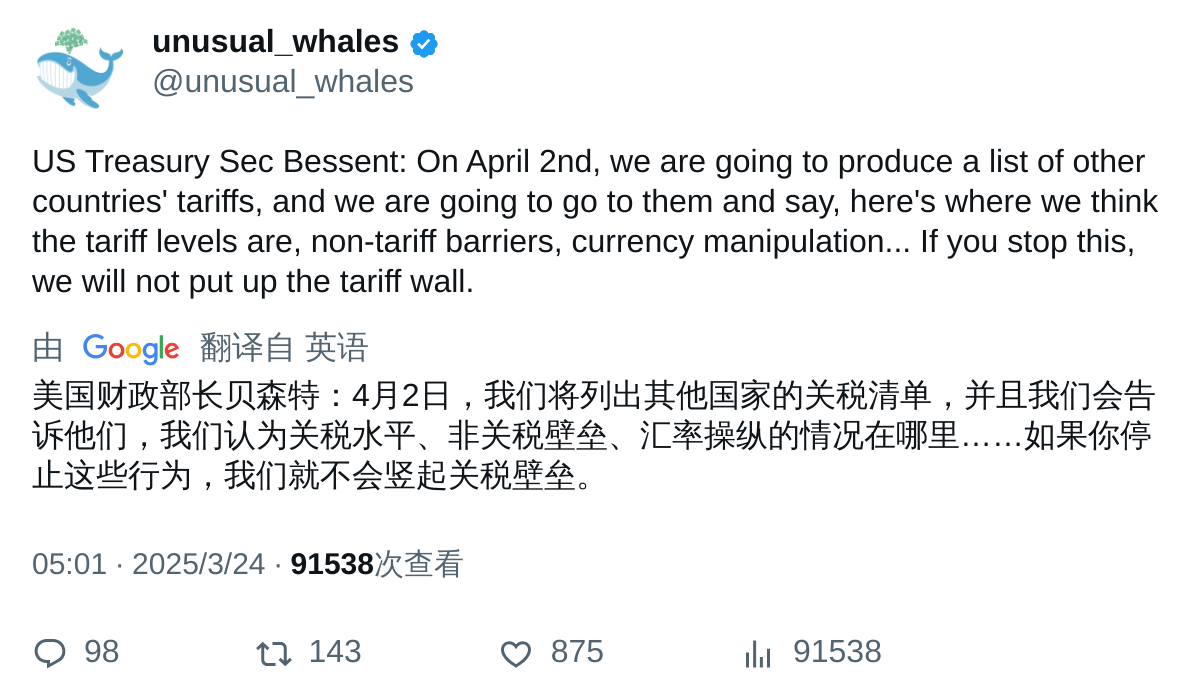 unusual_whales
@unusual_whales
US Treasury Sec Bessent: On April 2nd, we are going to produce a list of other
countries' tariffs, and we are going to go to them and say, here's where we think
the tariff levels are, non-tariff barriers, currency manipulation... If you stop this,
we will not put up the tariff wall.
由 Google 翻译自 英语
美国财政部长贝森特：4月2日，我们将列出其他国家的关税清单，并且我们会告
诉他们，我们认为关税水平、非关税壁垒、汇率操纵的情况在哪里……如果你停
止这些行为，我们就不会竖起关税壁垒。
05:01 · 2025/3/24 · 91538次查看
98 143 875 91538